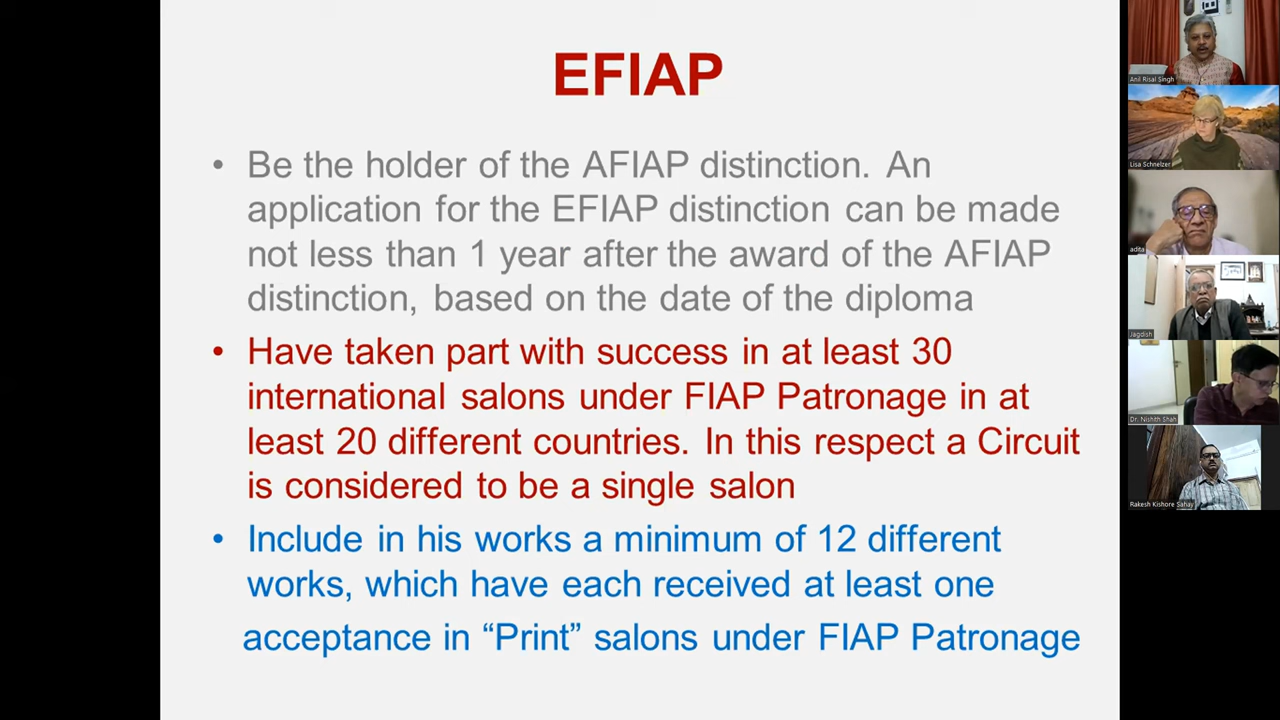 EFIAP
• Be the holder of the AFIAP distinction. An
application for the EFIAP distinction can be made
not less than 1 year after the award of the AFIAP
distinction, based on the date of the diploma
• Have taken part with success in at least 30
international salons under FIAP Patronage in at
least 20 different countries. In this respect a Circuit
is considered to be a single salon
• Include in his works a minimum of 12 different
works, which have each received at least one
acceptance in “Print” salons under FIAP Patronage
Anil Risal Singh
Lisa Schnelzer
adita
Jagdish
Dr. Nishith Shah
Rakesh Kishore Sahay